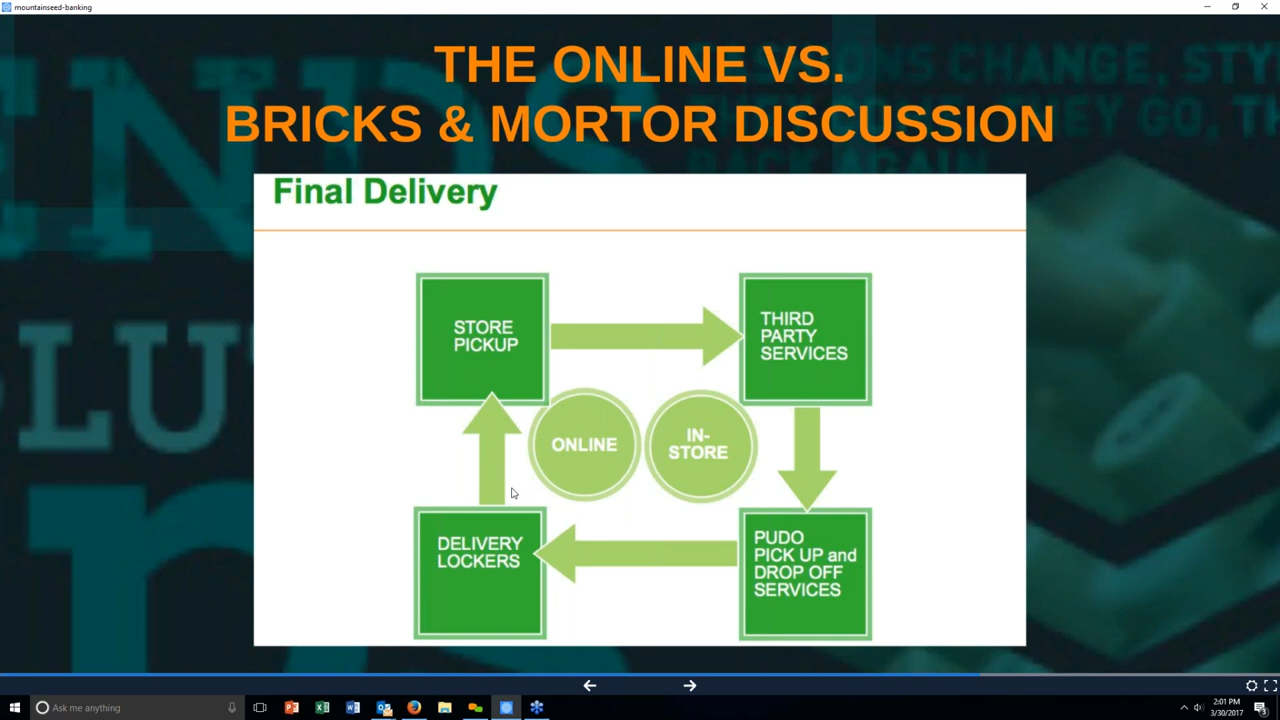 mountainseed-banking
THE ONLINE VS.
BRICKS & MORTOR DISCUSSION
Final Delivery
STORE
PICKUP
THIRD
PARTY
SERVICES
ONLINE
IN-
STORE
DELIVERY
LOCKERS
PUDO
PICK UP and
DROP OFF
SERVICES
Ask me anything
2:01 PM
3/30/2017